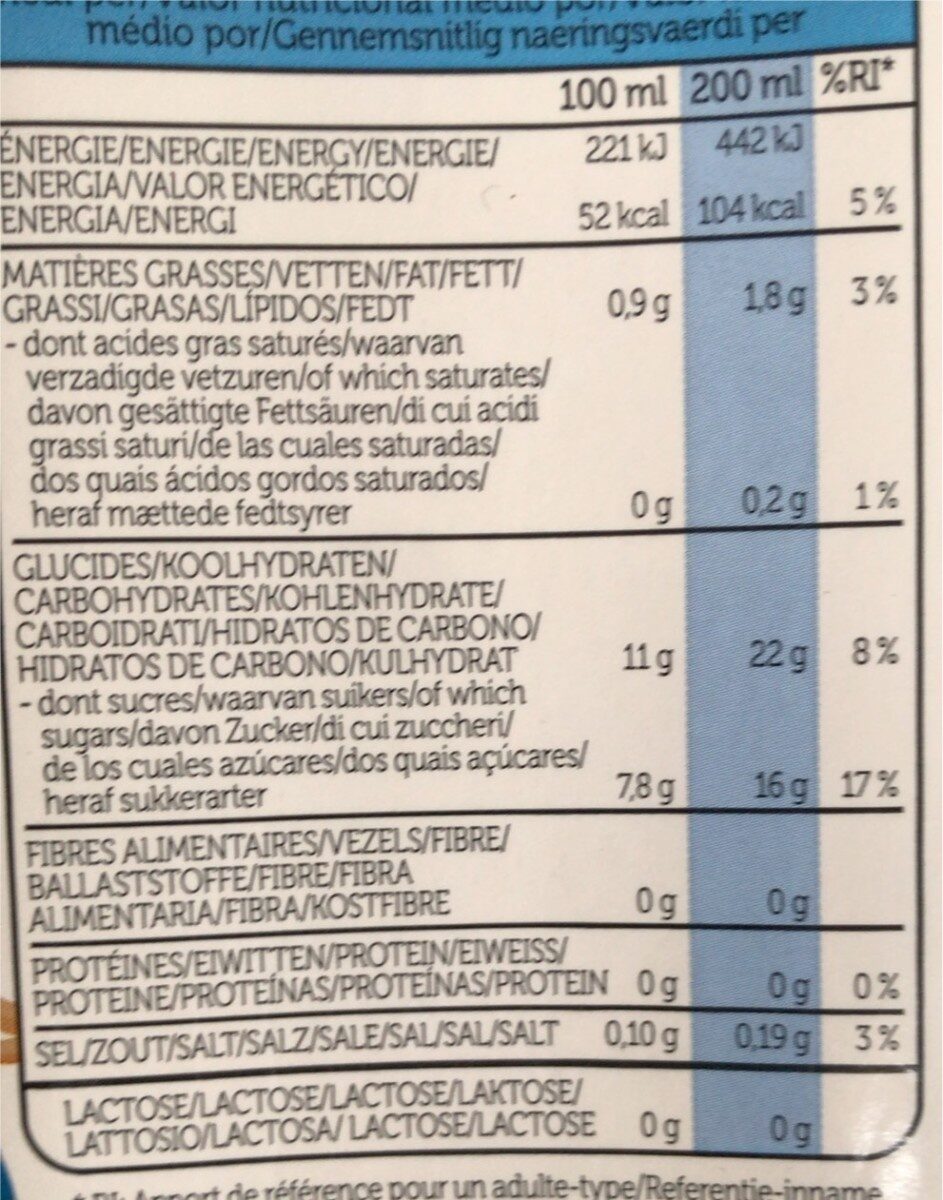 médio por/Gennemsnitlig naeringsvaerdi per
100 ml 200 ml %RI*
ÉNERGIE/ENERGIE/ENERGY/ENERGIE/ 221 kJ 442 kJ
ENERGIA/VALOR ENERGÉTICO/
ENERGIA/ENERGI 52 kcal 104 kcal 5%
MATIÈRES GRASSES/VETTEN/FAT/FETT/
GRASSI/GRASAS/LÍPIDOS/FEDT 0,9 g 1,8 g 3%
- dont acides gras saturés/waarvan
verzadigde vetzuren/of which saturates/
davon gesättigte Fettsäuren/di cui acidi
grassi saturi/de las cuales saturadas/
dos quais ácidos gordos saturados/
heraf mættede fedtsyrer 0 g 0,2 g 1%
GLUCIDES/KOOLHYDRATEN/
CARBOHYDRATES/KOHLENHYDRATE/
CARBOIDRATI/HIDRATOS DE CARBONO/
HIDRATOS DE CARBONO/KULHYDRAT 11 g 22 g 8%
- dont sucres/waarvan suikers/of which
sugars/davon Zucker/di cui zuccheri/
de los cuales azúcares/dos quais açúcares/
heraf sukkerarter 7,8 g 16 g 17%
FIBRES ALIMENTAIRES/VEZELS/FIBRE/
BALLASTSTOFFE/FIBRE/FIBRA
ALIMENTARIA/FIBRA/KOSTFIBRE 0 g 0 g
PROTÉINES/EIWITTEN/PROTEIN/EIWEISS/
PROTEINE/PROTEÍNAS/PROTEÍNAS/PROTEIN 0 g 0 g 0%
SEL/ZOUT/SALT/SALZ/SALE/SAL/SAL/SALT 0,10 g 0,19 g 3%
LACTOSE/LACTOSE/LACTOSE/LAKTOSE/
LATTOSIO/LACTOSA/ LACTOSE/LACTOSE 0 g 0 g
de référence pour un adulte-type/Referentie-inname